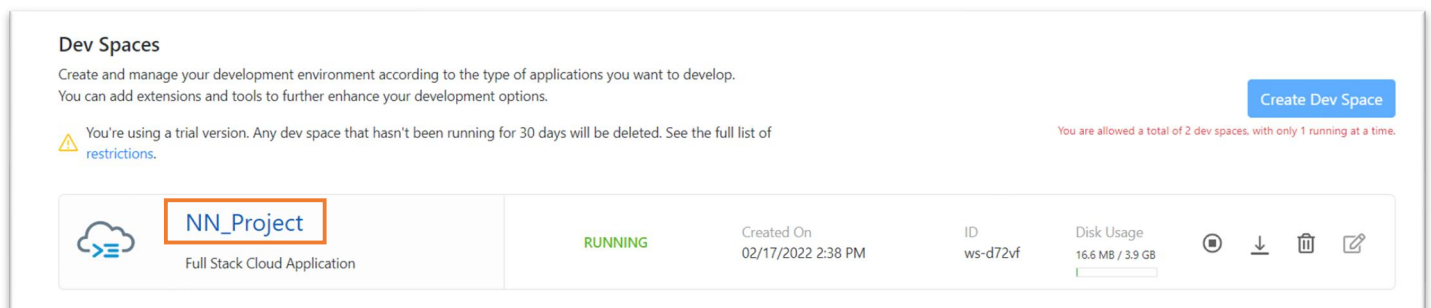 Dev Spaces
Create and manage your development environment according to the type of applications you want to develop.
You can add extensions and tools to further enhance your development options.
Create Dev Space
You're using a trial version. Any dev space that hasn't been running for 30 days will be deleted. See the full list of
restrictions.
You are allowed a total of 2 dev spaces, with only 1 running at a time.
NN_Project
Full Stack Cloud Application
RUNNING
Created On
02/17/2022 2:38 PM
ID
ws-d72vf
Disk Usage
16.6 MB / 3.9 GB